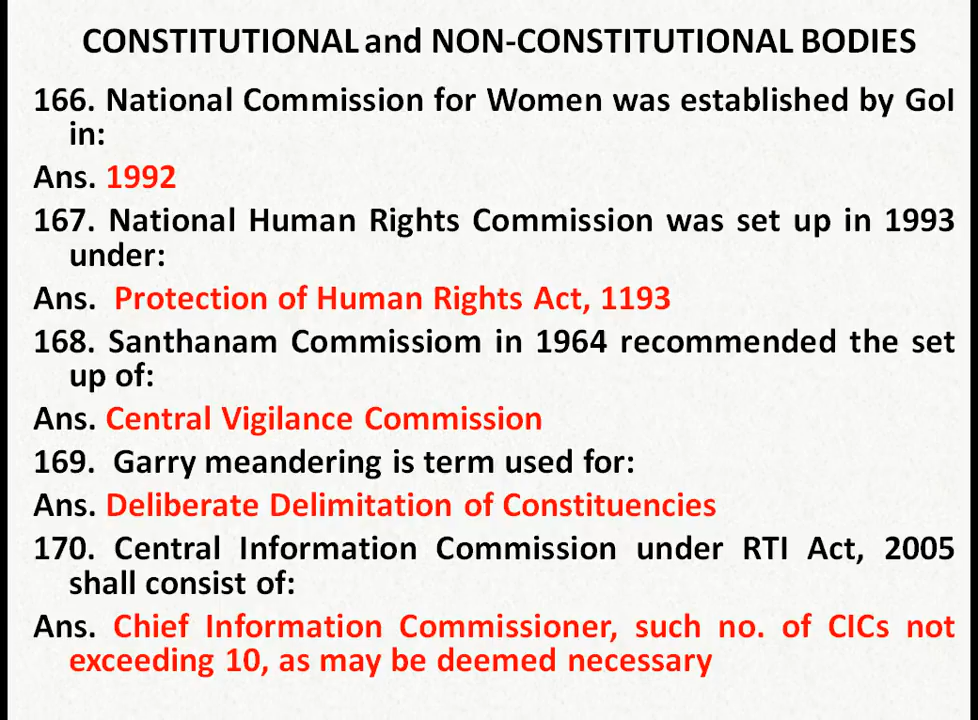 CONSTITUTIONAL and NON-CONSTITUTIONAL BODIES
166. National Commission for Women was established by GoI
in:
Ans. 1992
167. National Human Rights Commission was set up in 1993
under:
Ans. Protection of Human Rights Act, 1193
168. Santhanam Commissiom in 1964 recommended the set
up of:
Ans. Central Vigilance Commission
169. Garry meandering is term used for:
Ans. Deliberate Delimitation of Constituencies
170. Central Information Commission under RTI Act, 2005
shall consist of:
Ans. Chief Information Commissioner, such no. of CICs not
exceeding 10, as may be deemed necessary